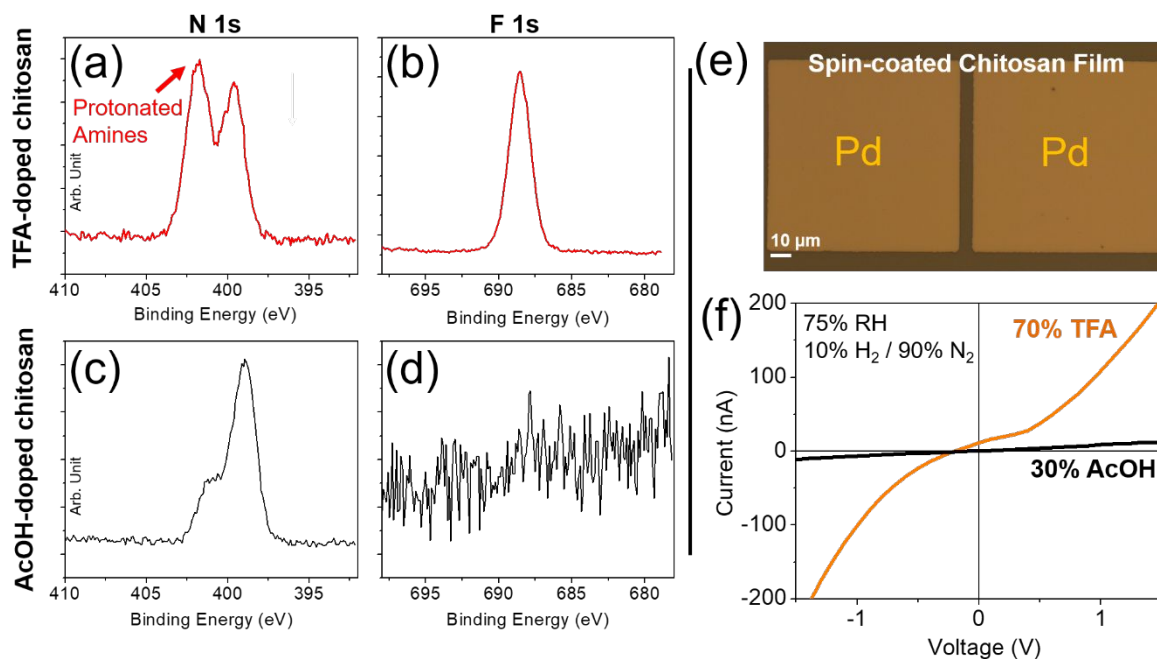 N 1s
F 1s
TFA-doped chitosan
(a)
Protonated
Amines
Arb. Unit
410 405 400 395
Binding Energy (eV)
(b)
695 690 685 680
Binding Energy (eV)
AcOH-doped chitosan
(c)
Arb. Unit
410 405 400 395
Binding Energy (eV)
(d)
695 690 685 680
Binding Energy (eV)
(e)
Spin-coated Chitosan Film
Pd
Pd
10 µm
(f)
75% RH
10% H₂ / 90% N₂
70% TFA
30% AcOH
200
100
0
-100
-200
Current (nA)
-1 0 1
Voltage (V)